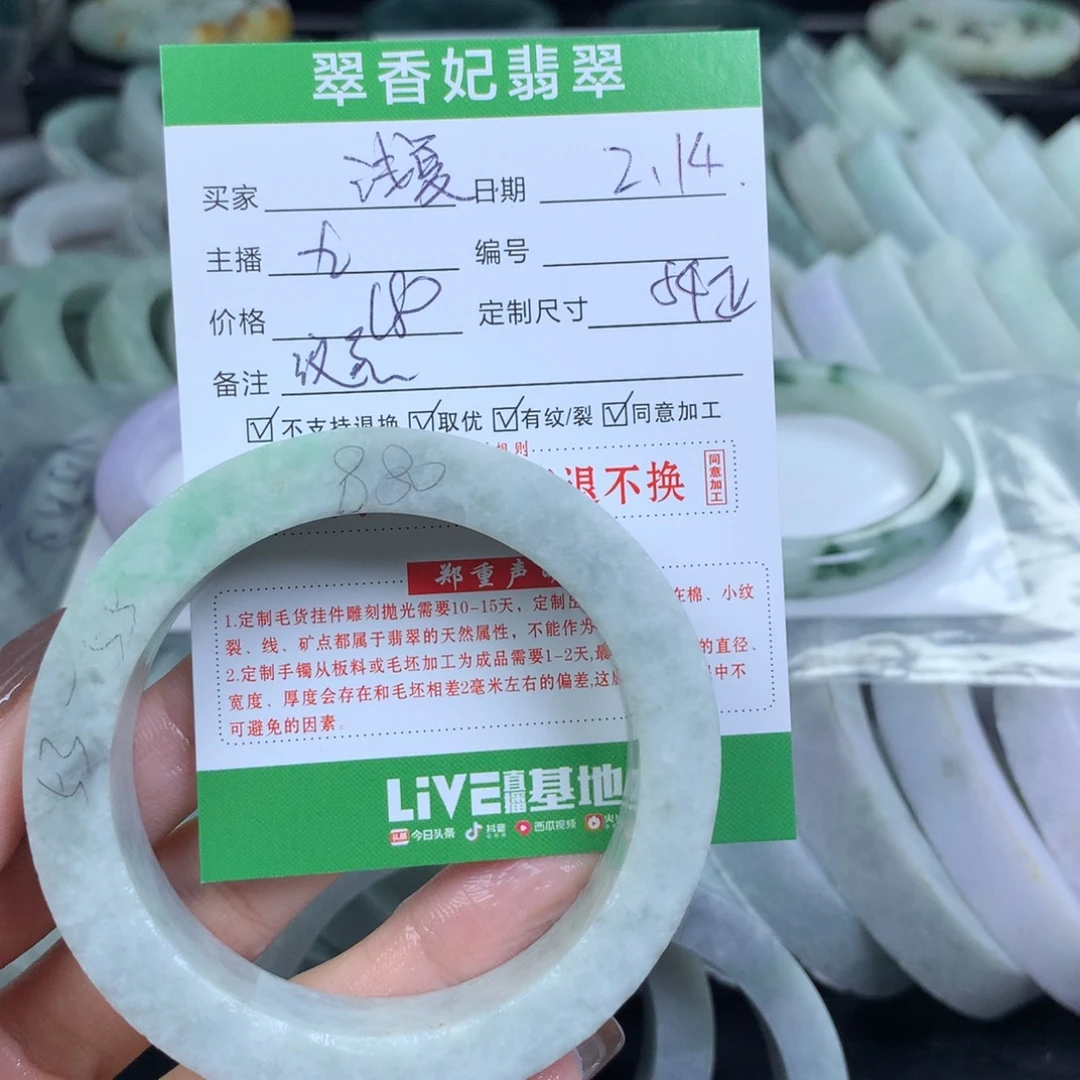 翠香妃翡翠
买家 浅夏 日期 2.14.
主播 九 编号
价格 180 定制尺寸 54正
备注
不支持退换 取优 有纹/裂 同意加工
规则
退不换 同意加工
880
郑重声
1.定制毛货挂件雕刻抛光需要10-15天，定制 在棉、小纹
裂、线、矿点都属于翡翠的天然属性，不能作为 的直径、
2.定制手镯从板料或毛坯加工为成品需要1-2天,最 中不
宽度、厚度会存在和毛坯相差2毫米左右的偏差,这
可避免的因素。
LiVE直播基地
今日头条 抖音 西瓜视频 火